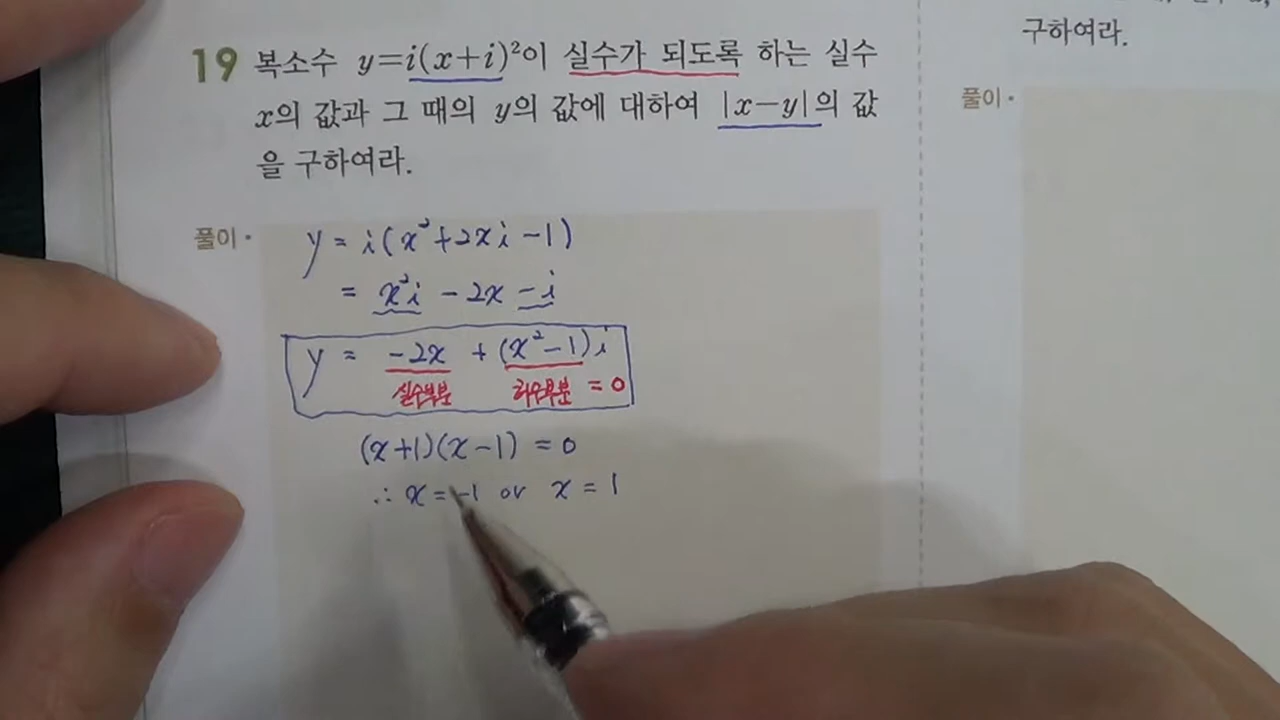 19 복소수 y=i(x+i)²이 실수가 되도록 하는 실수
x의 값과 그 때의 y의 값에 대하여 |x-y|의 값
을 구하여라.
풀이·
y = i(x²+2xi-1)
= x²i - 2x - i
y = -2x + (x²-1)i
실수부분 허수부분 = 0
(x+1)(x-1) = 0
∴ x = -1 or x = 1
구하여라.
풀이·